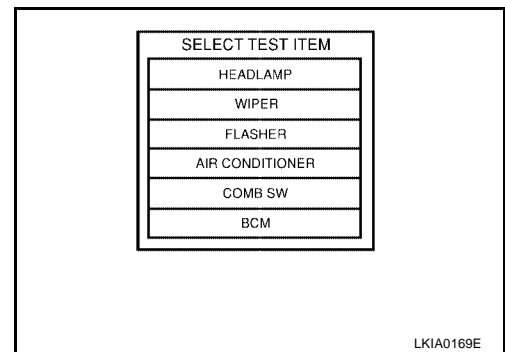 SELECT TEST ITEM
HEADLAMP
WIPER
FLASHER
AIR CONDITIONER
COMB SW
BCM
LKIA0169E